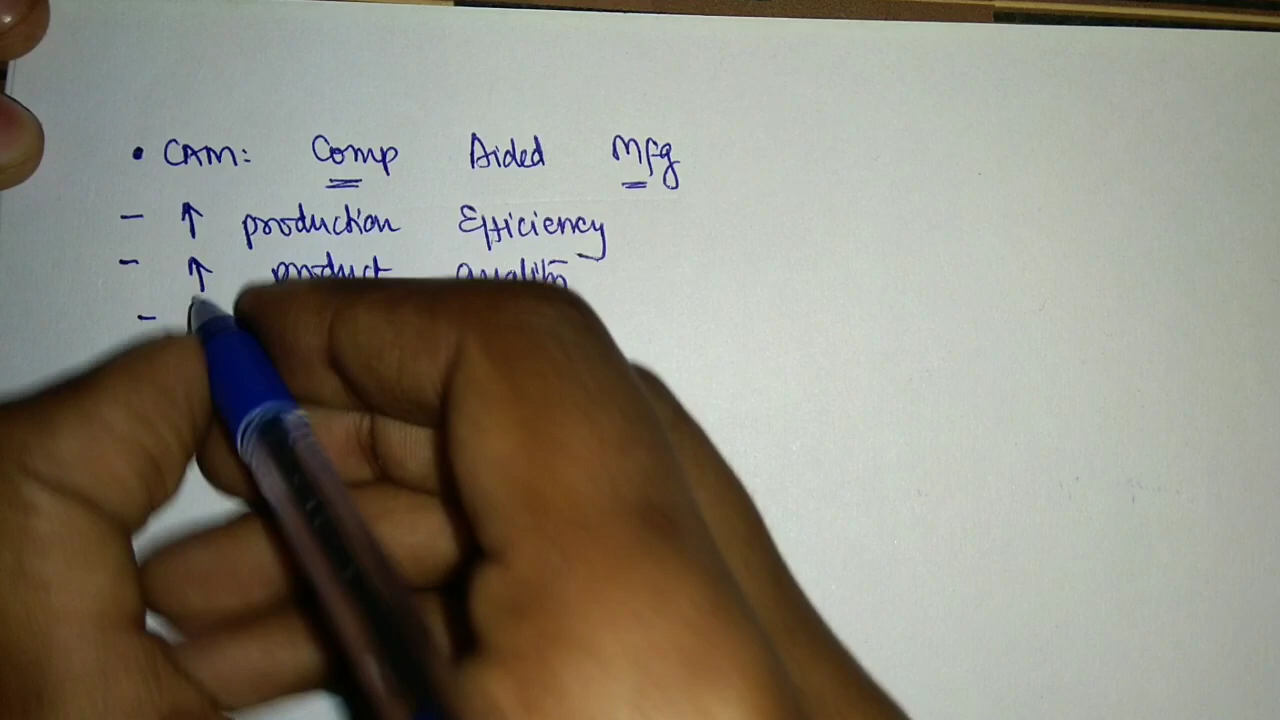 • CAM: Comp Aided Mfg
- ↑ production Efficiency
- ↑ product quality
-